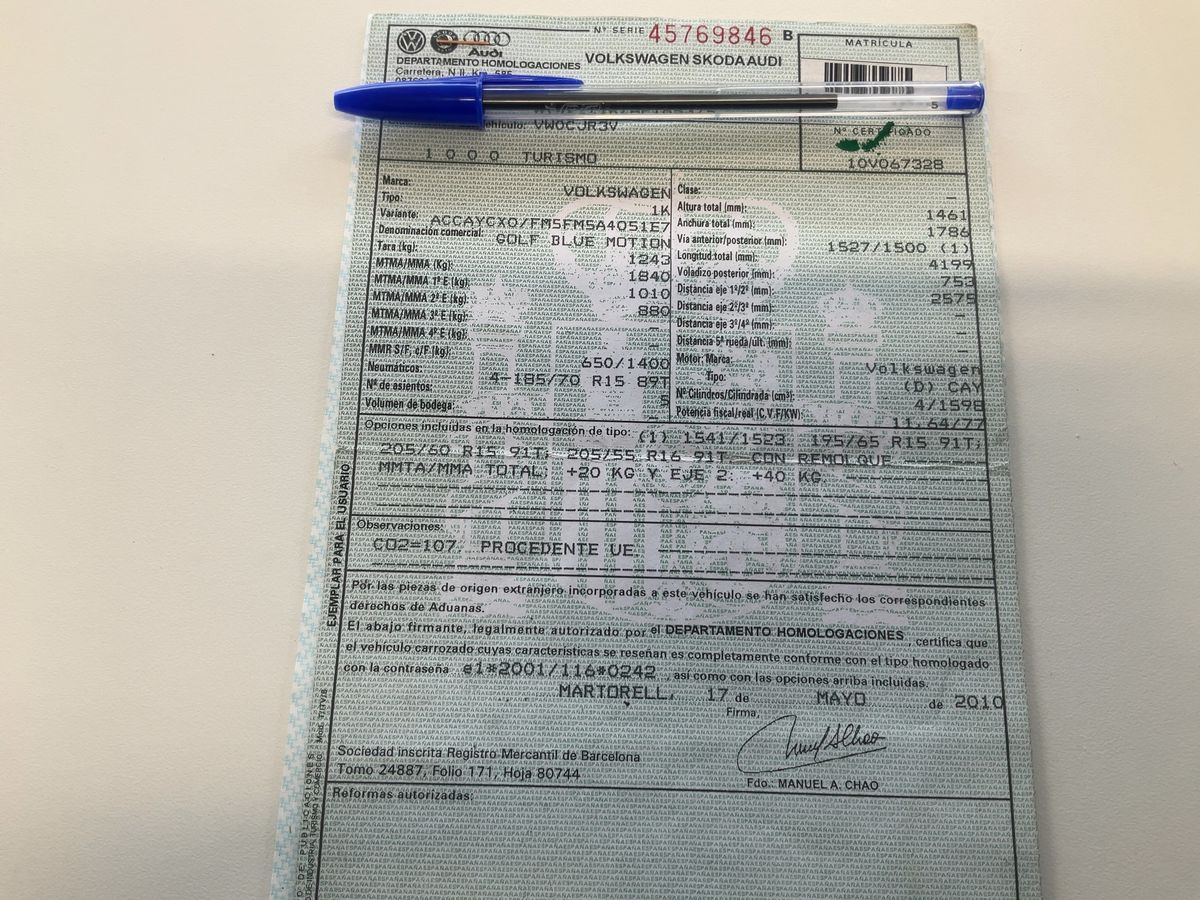 Nº SERIE 45769846 B
Audi
DEPARTAMENTO HOMOLOGACIONES
VOLKSWAGEN SKODA AUDI
Carretera, N II, Km. 585
MATRÍCULA
5
VW0CJR3V
Nº CERTIFICADO
10V067328
1000 TURISMO
Marca: VOLKSWAGEN
Tipo: 1K
Variante: ACCAYCX0/FM5FM5A4051E7
Denominación comercial: GOLF BLUE MOTION
Tara (kg): 1243
MTMA/MMA (Kg): 1840
MTMA/MMA 1º E (kg): 1010
MTMA/MMA 2º E (kg): 880
MTMA/MMA 3º E (kg): –
MTMA/MMA 4º E (kg): –
MMR S/F, c/F (kg): 650/1400
Neumáticos: 4-185/70 R15 89T
Nº de asientos:
Volumen de bodega:
Clase: –
Altura total (mm): 1461
Anchura total (mm): 1786
Vía anterior/posterior (mm): 1527/1500 (1)
Longitud total (mm): 4199
Voladizo posterior (mm): 753
Distancia eje 1º/2º (mm): 2575
Distancia eje 2º/3º (mm): –
Distancia eje 3º/4º (mm): –
Distancia 5ª rueda/últ. (mm): –
Motor: Marca: Volkswagen
Tipo: (D) CAY
Nº Cilindros/Cilindrada (cm³): 4/1598
Potencia fiscal/real (C.V.F/KW): 11.64/77
Opciones incluidas en la homologación de tipo: (1) 1541/1523 195/65 R15 91T;
205/60 R15 91T; 205/55 R16 91T. CON REMOLQUE
MMTA/MMA TOTAL: +20 KG Y EJE 2: +40 KG.
Observaciones:
CO2=107. PROCEDENTE UE.
Por las piezas de origen extranjero incorporadas a este vehículo se han satisfecho los correspondientes
derechos de Aduanas.
El abajo firmante, legalmente autorizado por el DEPARTAMENTO HOMOLOGACIONES, certifica que
el vehículo carrozado cuyas características se reseñan es completamente conforme con el tipo homologado
con la contraseña e1*2001/116*0242, así como con las opciones arriba incluidas.
MARTORELL, 17 de MAYO de 2010
Firma,
Fdo.: MANUEL A. CHAO
Sociedad inscrita Registro Mercantil de Barcelona
Tomo 24887, Folio 171, Hoja 80744
Reformas autorizadas:
EJEMPLAR PARA EL USUARIO